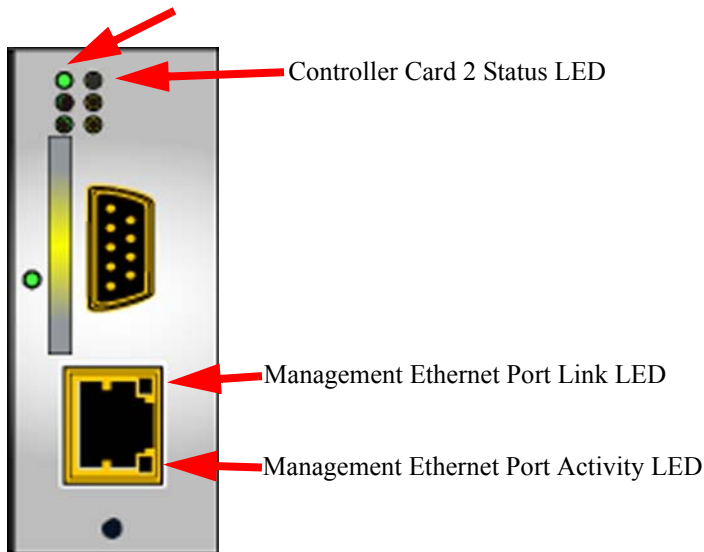 Controller Card 2 Status LED
Management Ethernet Port Link LED
Management Ethernet Port Activity LED